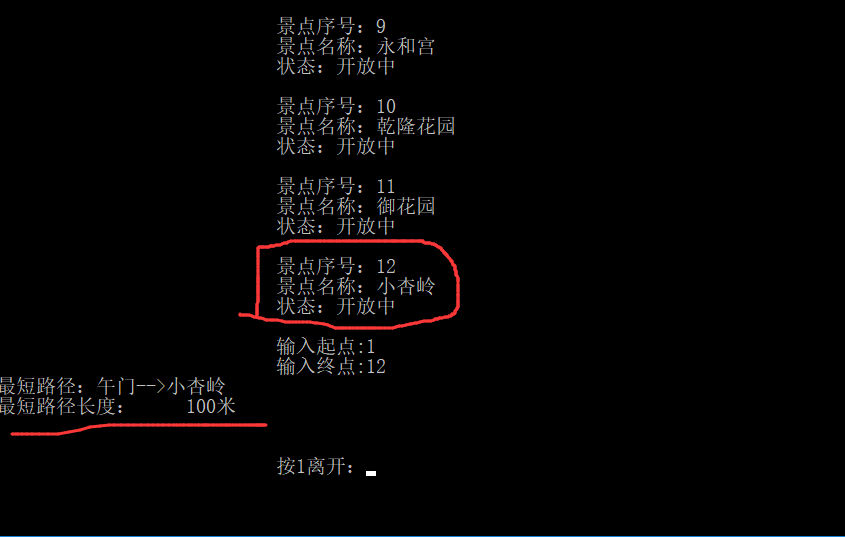 景点序号：9
景点名称：永和宫
状态：开放中
景点序号：10
景点名称：乾隆花园
状态：开放中
景点序号：11
景点名称：御花园
状态：开放中
景点序号：12
景点名称：小杏岭
状态：开放中
输入起点:1
输入终点:12
最短路径：午门-->小杏岭
最短路径长度：     100米
按1离开：